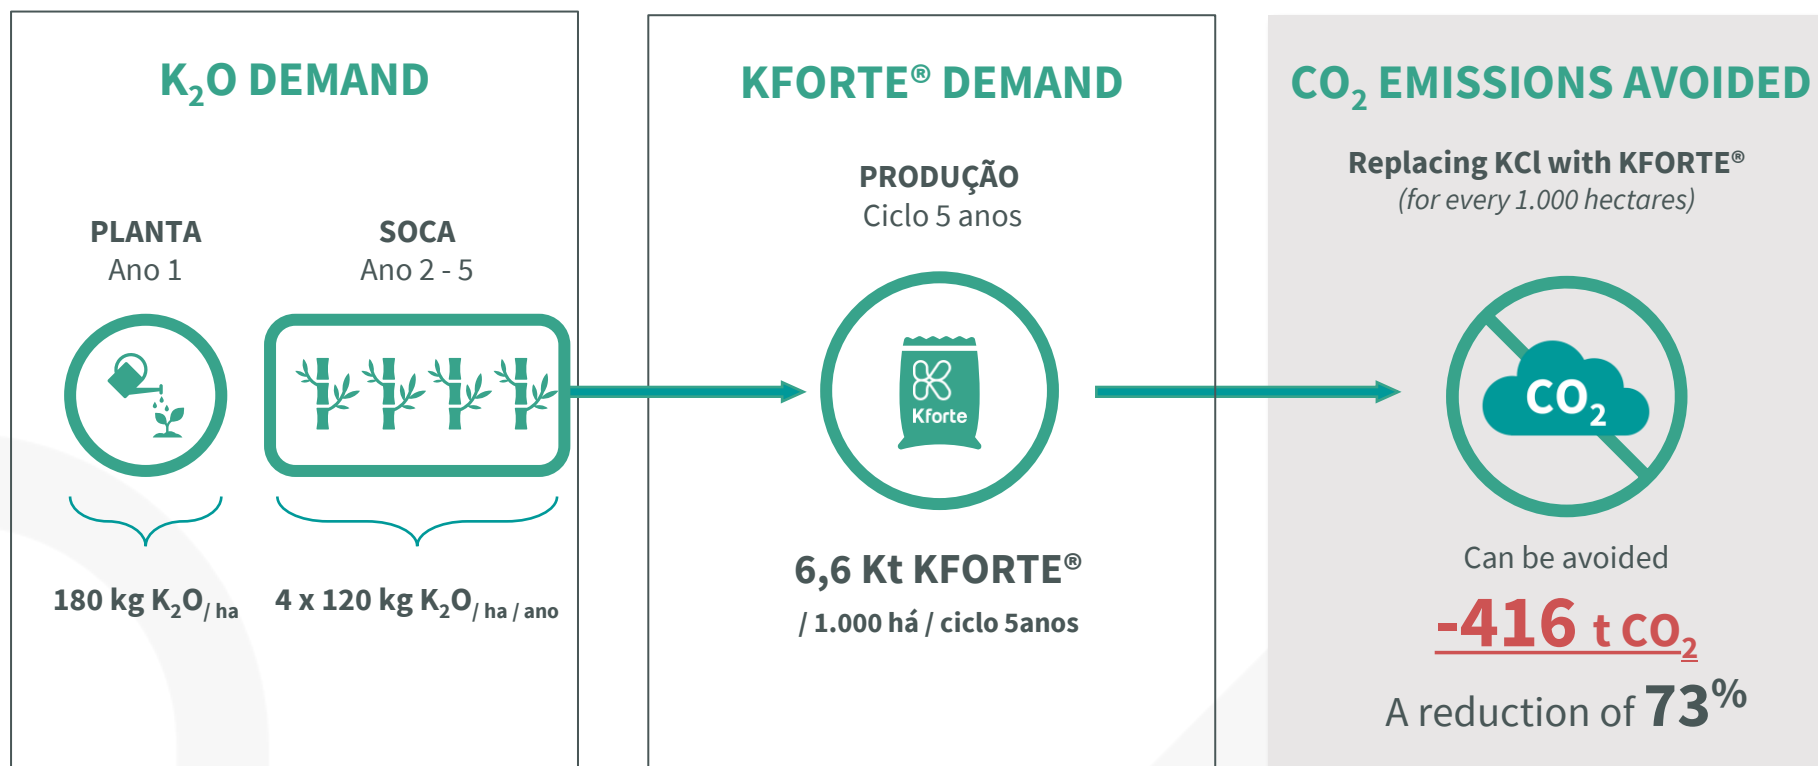 K₂O DEMAND
PLANTA
Ano 1
SOCA
Ano 2 - 5
180 kg K₂O/ ha
4 x 120 kg K₂O/ ha / ano
KFORTE® DEMAND
PRODUÇÃO
Ciclo 5 anos
Kforte
6,6 Kt KFORTE®
/ 1.000 há / ciclo 5anos
CO₂ EMISSIONS AVOIDED
Replacing KCl with KFORTE®
(for every 1.000 hectares)
CO₂
Can be avoided
-416 t CO₂
A reduction of 73%